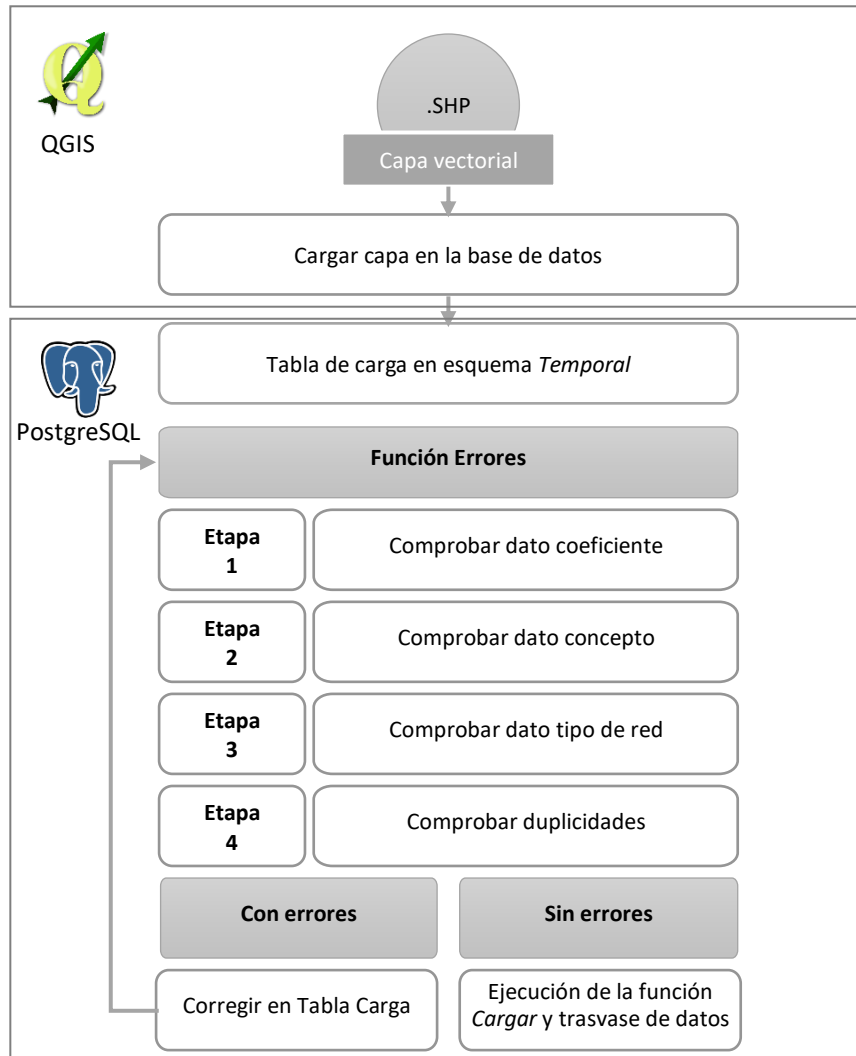 .SHP
QGIS
Capa vectorial
Cargar capa en la base de datos
Tabla de carga en esquema Temporal
PostgreSQL
Función Errores
Etapa
1
Comprobar dato coeficiente
Etapa
2
Comprobar dato concepto
Etapa
3
Comprobar dato tipo de red
Etapa
4
Comprobar duplicidades
Con errores
Sin errores
Corregir en Tabla Carga
Ejecución de la función
Cargar y trasvase de datos